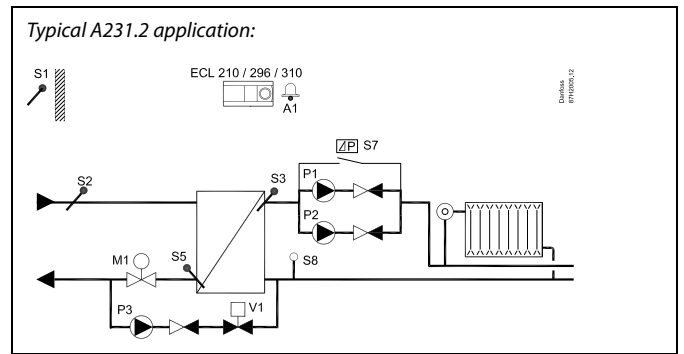 Typical A231.2 application:
S1
ECL 210 / 296 / 310
A1
Danfoss
87H2005.12
ΔP S7
P1
S2
S3
P2
M1
S5
S8
P3
V1